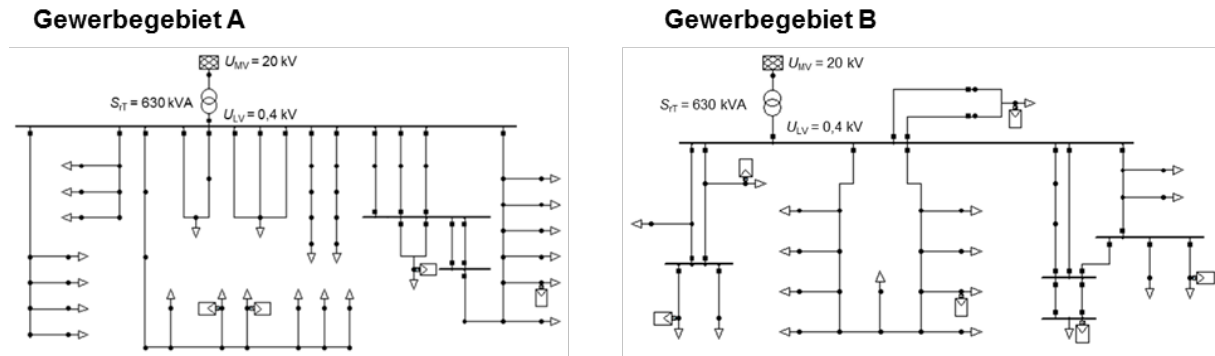 Gewerbegebiet A
U_MV = 20 kV
S_rT = 630 kVA
U_LV = 0,4 kV
Gewerbegebiet B
U_MV = 20 kV
S_rT = 630 kVA
U_LV = 0,4 kV